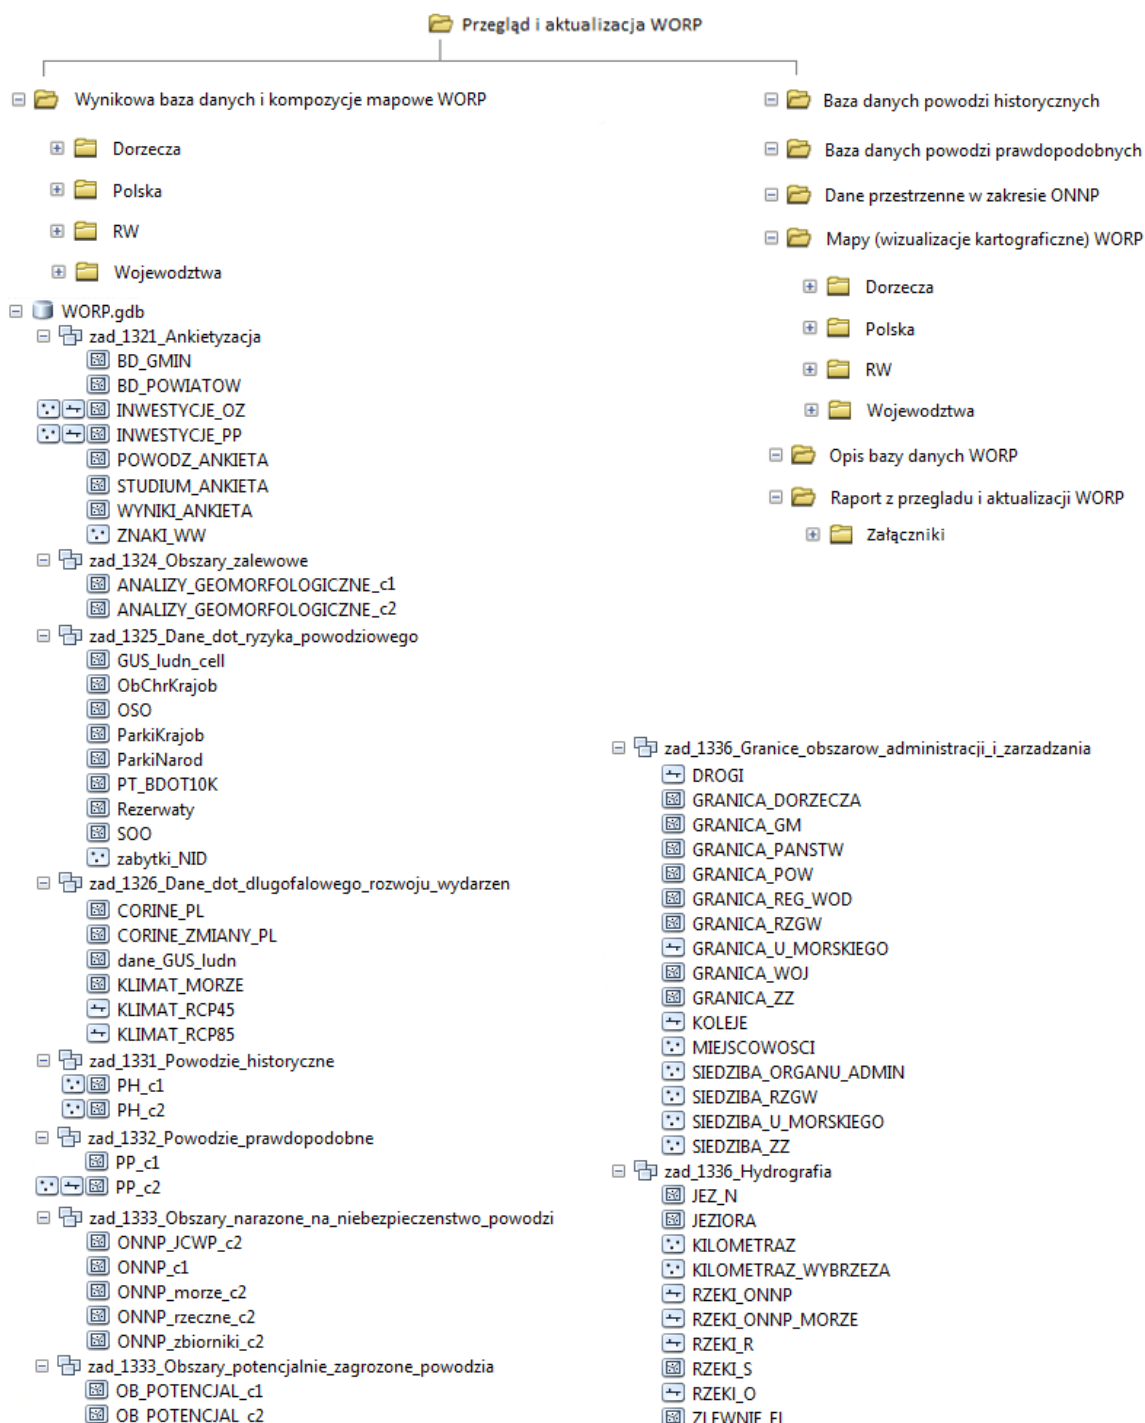 Przegląd i aktualizacja WORP
Wynikowa baza danych i kompozycje mapowe WORP
Dorzecza
Polska
RW
Wojewodztwa
WORP.gdb
zad_1321_Ankietyzacja
BD_GMIN
BD_POWIATOW
INWESTYCJE_OZ
INWESTYCJE_PP
POWODZ_ANKIETA
STUDIUM_ANKIETA
WYNIKI_ANKIETA
ZNAKI_WW
zad_1324_Obszary_zalewowe
ANALIZY_GEOMORFOLOGICZNE_c1
ANALIZY_GEOMORFOLOGICZNE_c2
zad_1325_Dane_dot_ryzyka_powodziowego
GUS_ludn_cell
ObChrKrajob
OSO
ParkiKrajob
ParkiNarod
PT_BDOT10K
Rezerwaty
SOO
zabytki_NID
zad_1326_Dane_dot_dlugofalowego_rozwoju_wydarzen
CORINE_PL
CORINE_ZMIANY_PL
dane_GUS_ludn
KLIMAT_MORZE
KLIMAT_RCP45
KLIMAT_RCP85
zad_1331_Powodzie_historyczne
PH_c1
PH_c2
zad_1332_Powodzie_prawdopodobne
PP_c1
PP_c2
zad_1333_Obszary_narazone_na_niebezpieczenstwo_powodzi
ONNP_JCWP_c2
ONNP_c1
ONNP_morze_c2
ONNP_rzeczne_c2
ONNP_zbiorniki_c2
zad_1333_Obszary_potencjalnie_zagrozone_powodzia
OB_POTENCJAL_c1
OB_POTENCJAL_c2
Baza danych powodzi historycznych
Baza danych powodzi prawdopodobnych
Dane przestrzenne w zakresie ONNP
Mapy (wizualizacje kartograficzne) WORP
Dorzecza
Polska
RW
Wojewodztwa
Opis bazy danych WORP
Raport z przegladu i aktualizacji WORP
Załączniki
zad_1336_Granice_obszarow_administracji_i_zarzadzania
DROGI
GRANICA_DORZECZA
GRANICA_GM
GRANICA_PANSTW
GRANICA_POW
GRANICA_REG_WOD
GRANICA_RZGW
GRANICA_U_MORSKIEGO
GRANICA_WOJ
GRANICA_ZZ
KOLEJE
MIEJSCOWOSCI
SIEDZIBA_ORGANU_ADMIN
SIEDZIBA_RZGW
SIEDZIBA_U_MORSKIEGO
SIEDZIBA_ZZ
zad_1336_Hydrografia
JEZ_N
JEZIORA
KILOMETRAZ
KILOMETRAZ_WYBRZEZA
RZEKI_ONNP
RZEKI_ONNP_MORZE
RZEKI_R
RZEKI_S
RZEKI_O
ZLEWNIE_EL